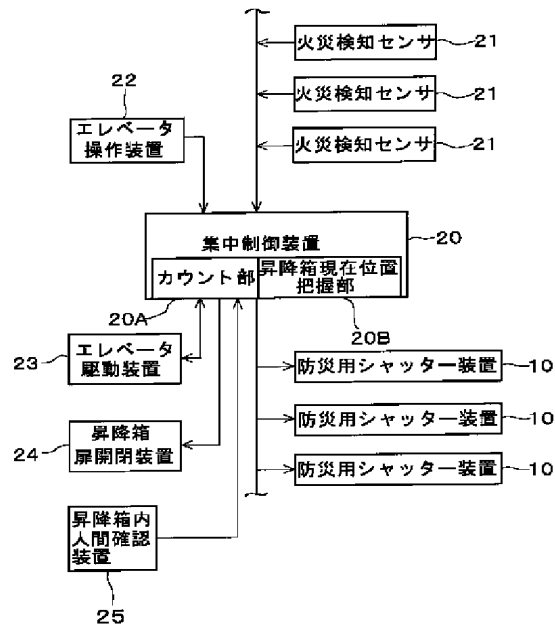 火災検知センサ 21
火災検知センサ 21
火災検知センサ 21
22
エレベータ
操作装置
集中制御装置 20
カウント部
昇降箱現在位置
把握部
20A
20B
23 エレベータ
駆動装置
24 昇降箱
扉開閉装置
昇降箱内
人間確認
装置
25
防災用シャッター装置 10
防災用シャッター装置 10
防災用シャッター装置 10